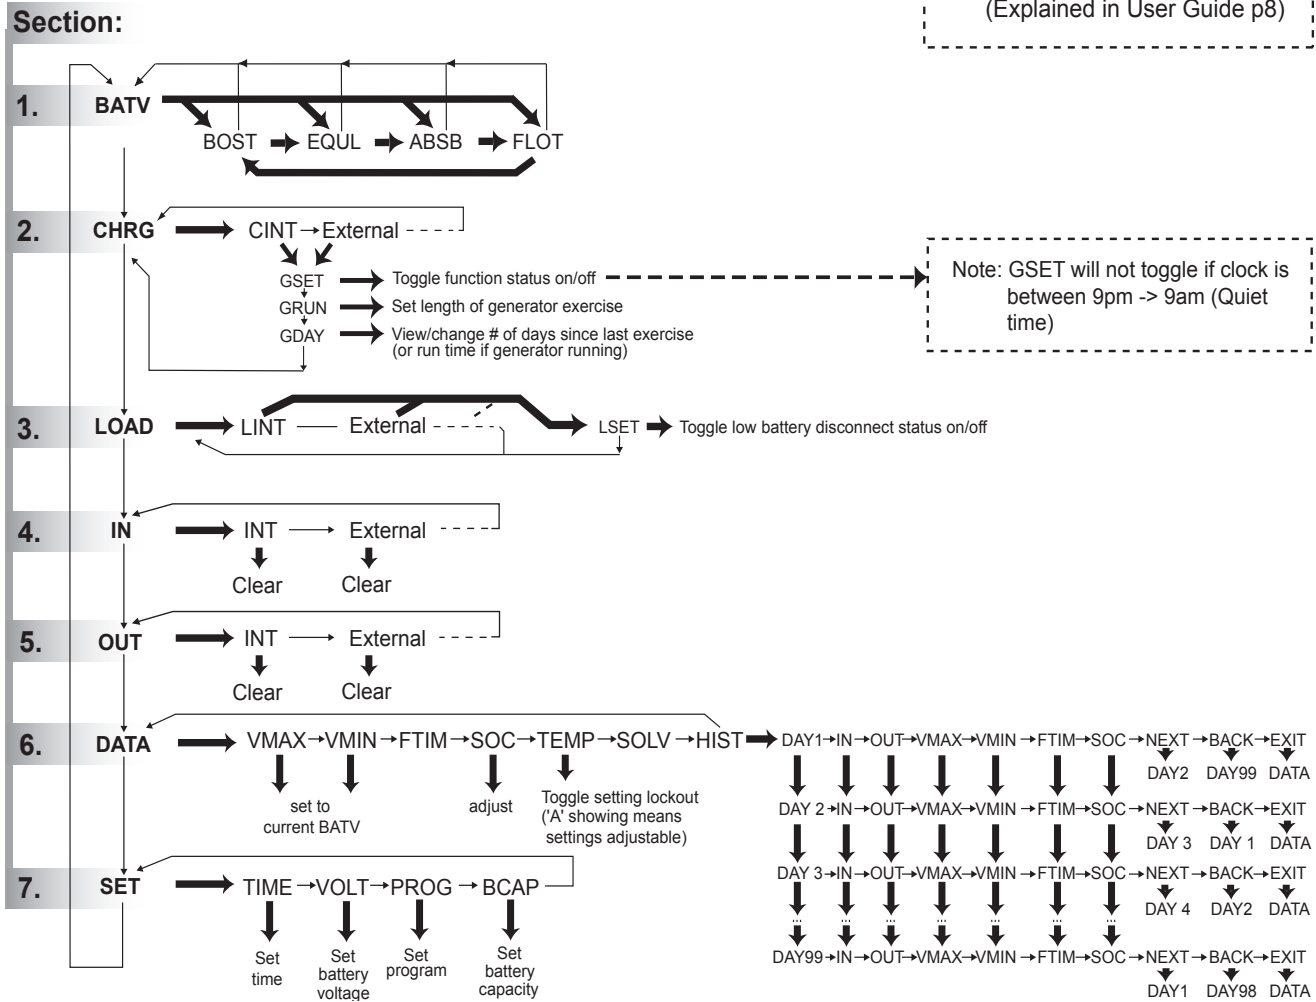 (Explained in User Guide p8)
Section:
1. BATV
BOST EQUL ABSB FLOT
2. CHRG CINT External
GSET Toggle function status on/off
GRUN Set length of generator exercise
GDAY View/change # of days since last exercise
(or run time if generator running)
Note: GSET will not toggle if clock is
between 9pm -> 9am (Quiet
time)
3. LOAD LINT External LSET Toggle low battery disconnect status on/off
4. IN INT External
Clear Clear
5. OUT INT External
Clear Clear
6. DATA VMAX VMIN FTIM SOC TEMP SOLV HIST
set to
current BATV
adjust
Toggle setting lockout
('A' showing means
settings adjustable)
DAY1 IN OUT VMAX VMIN FTIM SOC NEXT BACK EXIT
DAY2 DAY99 DATA
DAY 2 IN OUT VMAX VMIN FTIM SOC NEXT BACK EXIT
DAY 3 DAY 1 DATA
DAY 3 IN OUT VMAX VMIN FTIM SOC NEXT BACK EXIT
DAY 4 DAY2 DATA
... ... ... ... ... ... ...
DAY99 IN OUT VMAX VMIN FTIM SOC NEXT BACK EXIT
DAY1 DAY98 DATA
7. SET TIME VOLT PROG BCAP
Set
time
Set
battery
voltage
Set
program
Set
battery
capacity